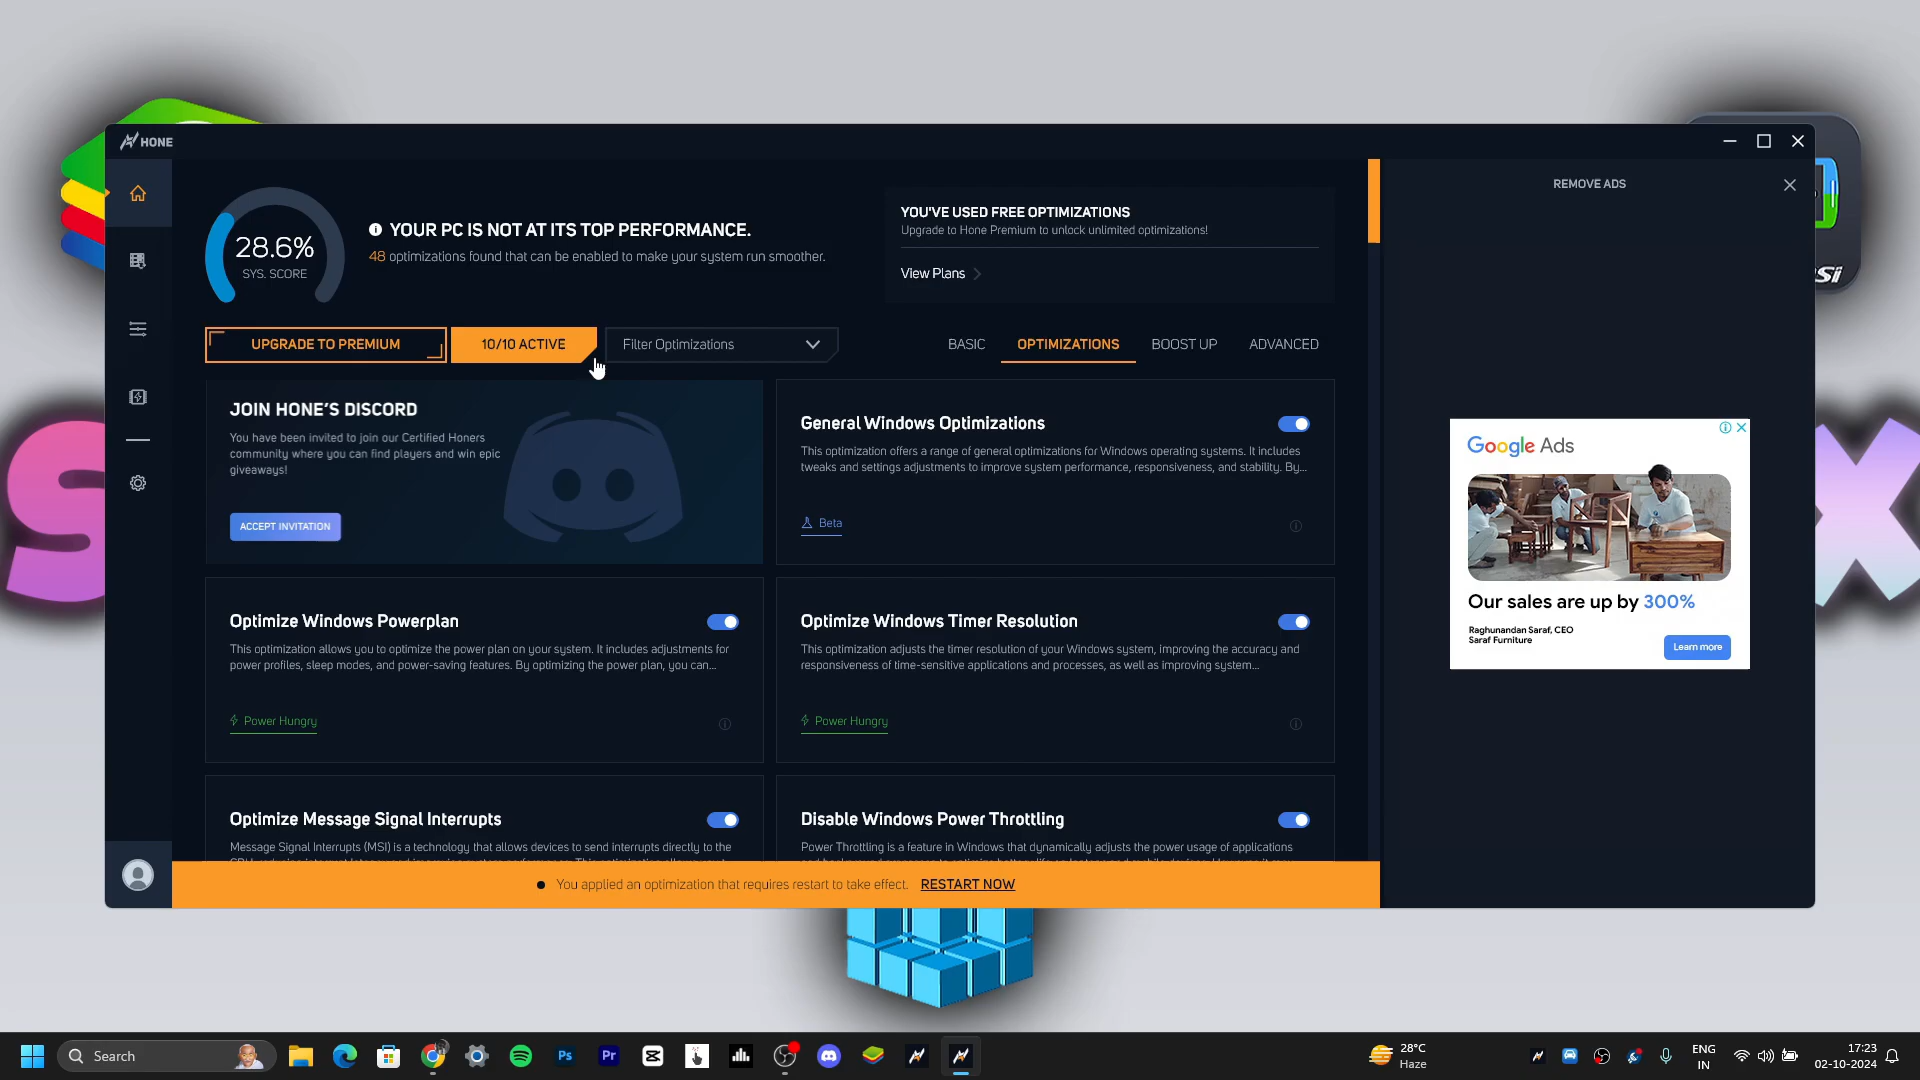 HONE
REMOVE ADS
28.6%
SYS. SCORE
YOUR PC IS NOT AT ITS TOP PERFORMANCE.
48 optimizations found that can be enabled to make your system run smoother.
YOU'VE USED FREE OPTIMIZATIONS
Upgrade to Hone Premium to unlock unlimited optimizations!
View Plans
UPGRADE TO PREMIUM
10/10 ACTIVE
Filter Optimizations
BASIC
OPTIMIZATIONS
BOOST UP
ADVANCED
JOIN HONE'S DISCORD
You have been invited to join our Certified Honers
community where you can find players and win epic
giveaways!
ACCEPT INVITATION
General Windows Optimizations
This optimization offers a range of general optimizations for Windows operating systems. It includes
tweaks and settings adjustments to improve system performance, responsiveness, and stability. By...
Beta
Optimize Windows Powerplan
This optimization allows you to optimize the power plan on your system. It includes adjustments for
power profiles, sleep modes, and power-saving features. By optimizing the power plan, you can...
Power Hungry
Optimize Windows Timer Resolution
This optimization adjusts the timer resolution of your Windows system, improving the accuracy and
responsiveness of time-sensitive applications and processes, as well as improving system...
Power Hungry
Optimize Message Signal Interrupts
Message Signal Interrupts (MSI) is a technology that allows devices to send interrupts directly to the
Disable Windows Power Throttling
Power Throttling is a feature in Windows that dynamically adjusts the power usage of applications
You applied an optimization that requires restart to take effect. RESTART NOW
Google Ads
Our sales are up by 300%
Raghunandan Saraf, CEO
Saraf Furniture
Learn more
S
X
si
Search
Ps
Pr
28°C
Haze
ENG
IN
17:23
02-10-2024